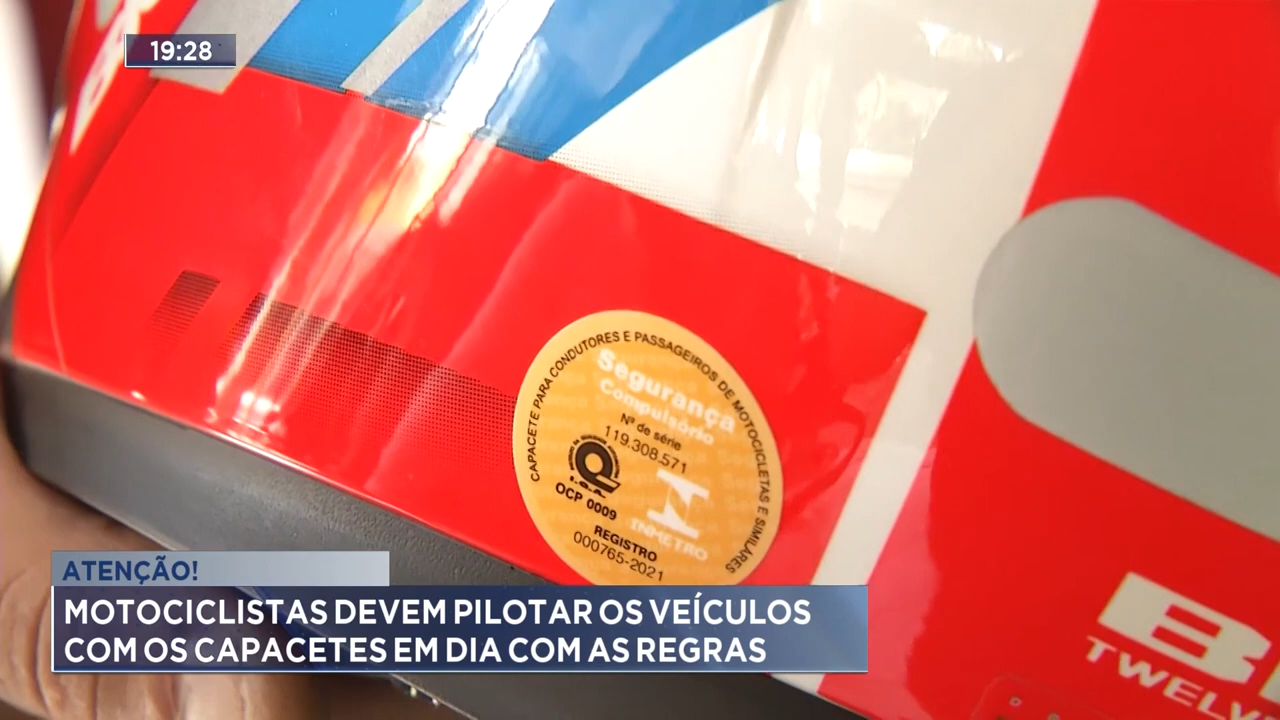 19:28
CAPACETE PARA CONDUTORES E PASSAGEIROS DE MOTOCICLETAS E SIMILARES
Segurança
Compulsório
Nº de série
119.308.571
I.Q.A.
OCP 0009
INMETRO
REGISTRO
000765-2021
ATENÇÃO!
MOTOCICLISTAS DEVEM PILOTAR OS VEÍCULOS
COM OS CAPACETES EM DIA COM AS REGRAS